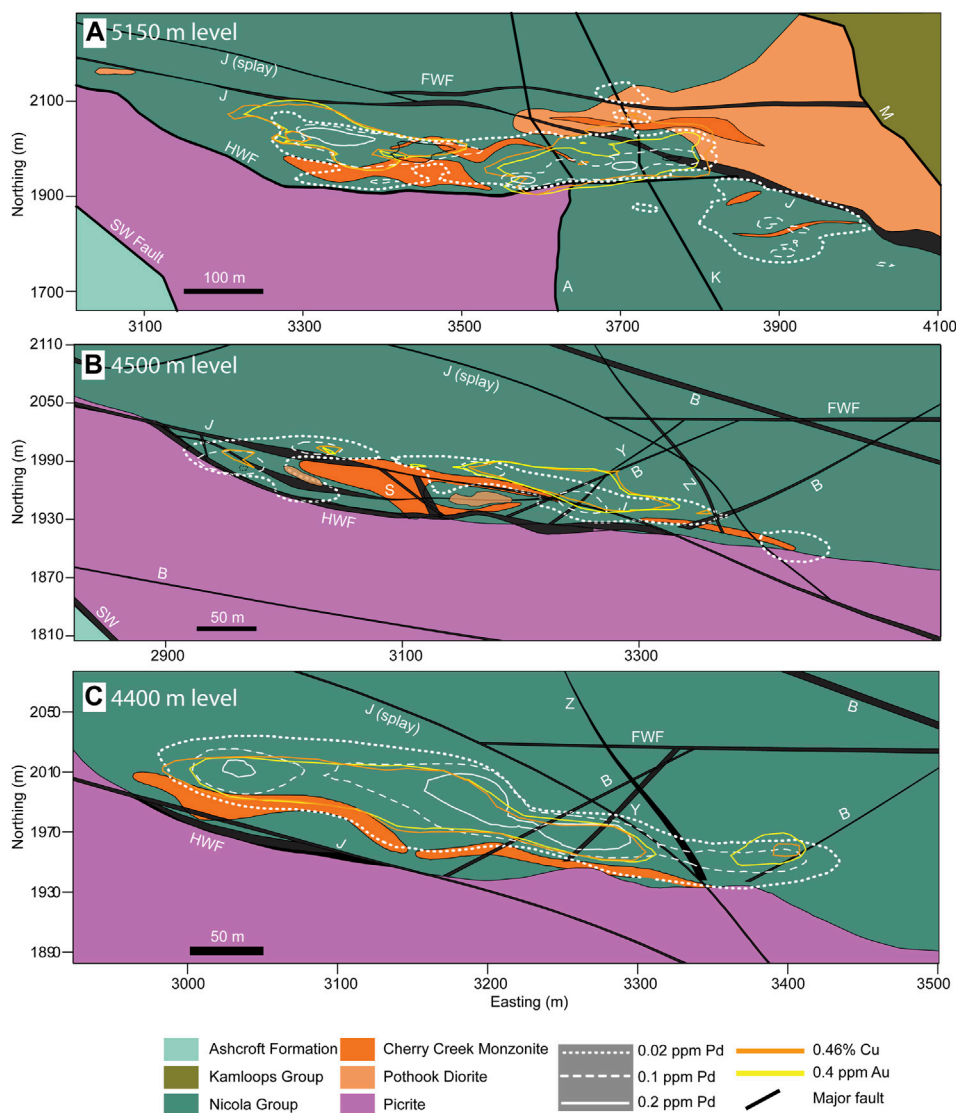 A 5150 m level
J (splay)
FWF
J
HWF
M
J
SW Fault
A
K
100 m
Northing (m)
2100
1900
1700
3100 3300 3500 3700 3900 4100
B 4500 m level
J (splay)
B
FWF
J
Y
B
Z
B
S
J
HWF
B
SW
50 m
Northing (m)
2110
2050
1990
1930
1870
1810
2900 3100 3300
C 4400 m level
J (splay)
Z
B
FWF
B
Y
B
HWF
J
50 m
Northing (m)
2050
2010
1970
1930
1890
3000 3100 3200 3300 3400 3500
Easting (m)
Ashcroft Formation
Kamloops Group
Nicola Group
Cherry Creek Monzonite
Pothook Diorite
Picrite
0.02 ppm Pd
0.1 ppm Pd
0.2 ppm Pd
0.46% Cu
0.4 ppm Au
Major fault